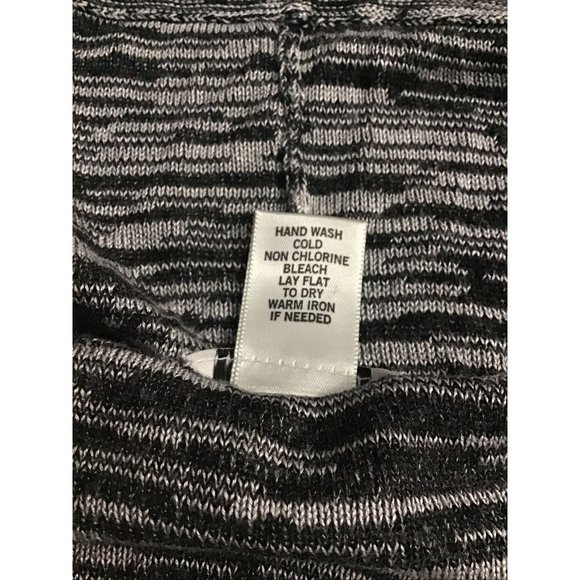 HAND WASH
COLD
NON CHLORINE
BLEACH
LAY FLAT
TO DRY
WARM IRON
IF NEEDED